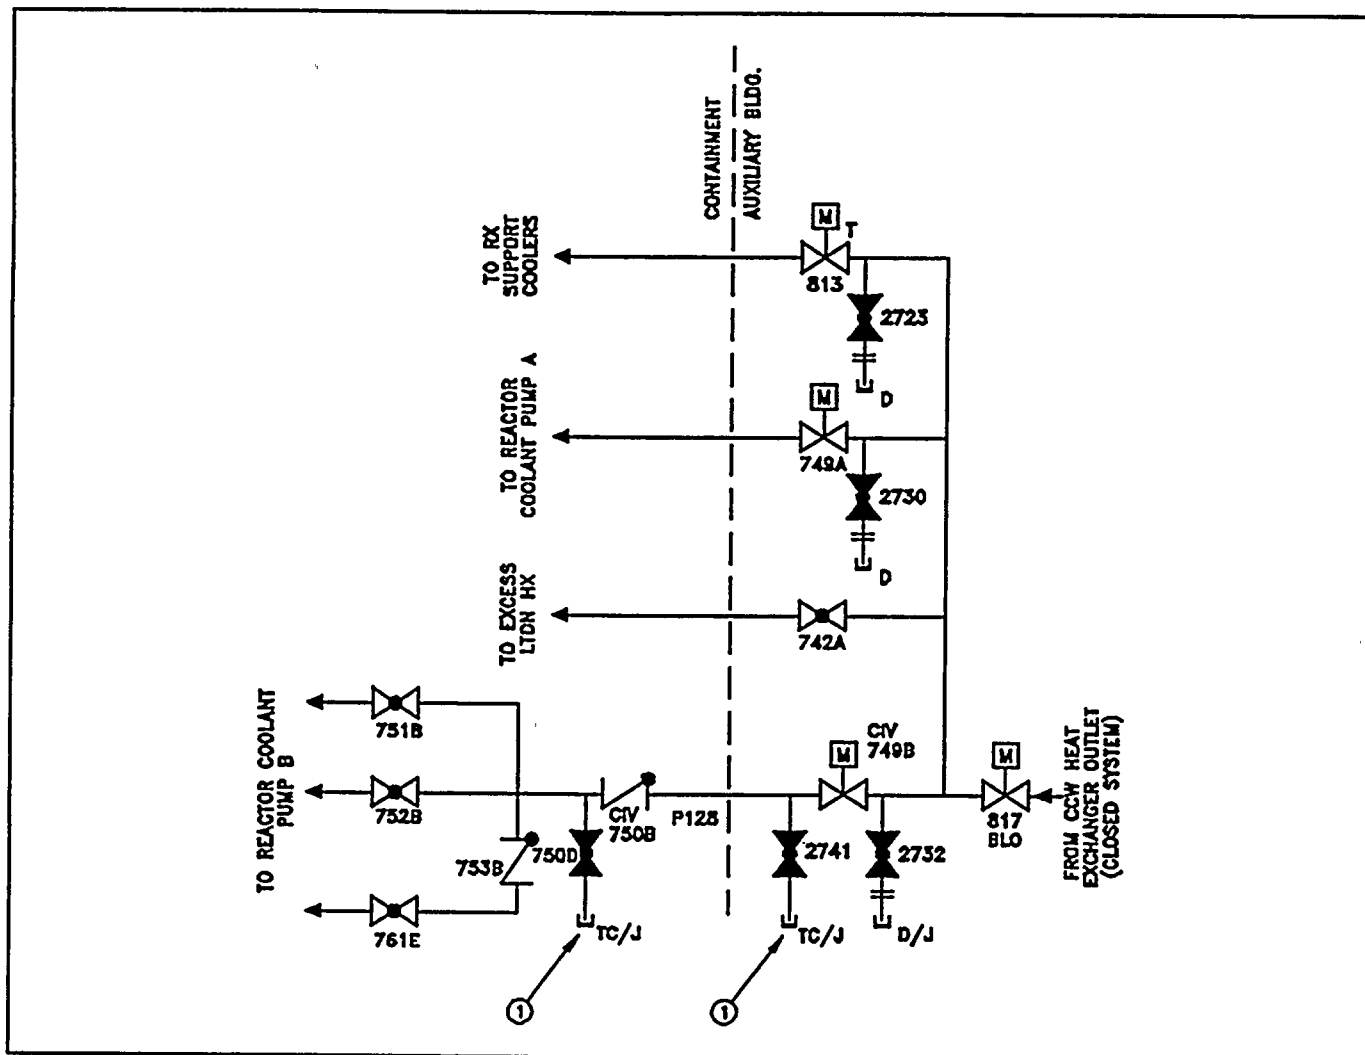 CONTAINMENT
AUXILIARY BLDG.
TO RX
SUPPORT
COOLERS
M
T
813
2723
D
TO REACTOR
COOLANT PUMP A
M
749A
2730
D
TO EXCESS
LTDN HX
742A
TO REACTOR COOLANT
PUMP B
751B
752B
753B
761E
750D
TC/J
1
CIV
750B
P128
2741
TC/J
1
CIV
749B
M
2732
D/J
M
817
BLO
FROM CCW HEAT
EXCHANGER OUTLET
(CLOSED SYSTEM)